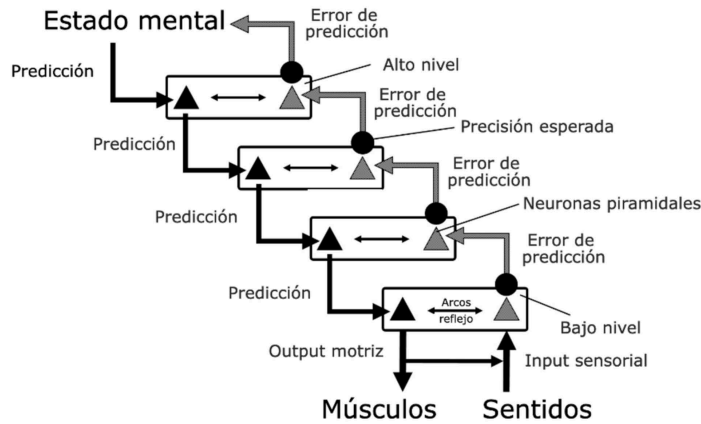 Estado mental
Error de
predicción
Predicción
Alto nivel
Error de
predicción
Predicción
Precisión esperada
Error de
predicción
Predicción
Neuronas piramidales
Error de
predicción
Predicción
Arcos
reflejo
Bajo nivel
Output motriz
Input sensorial
Músculos
Sentidos